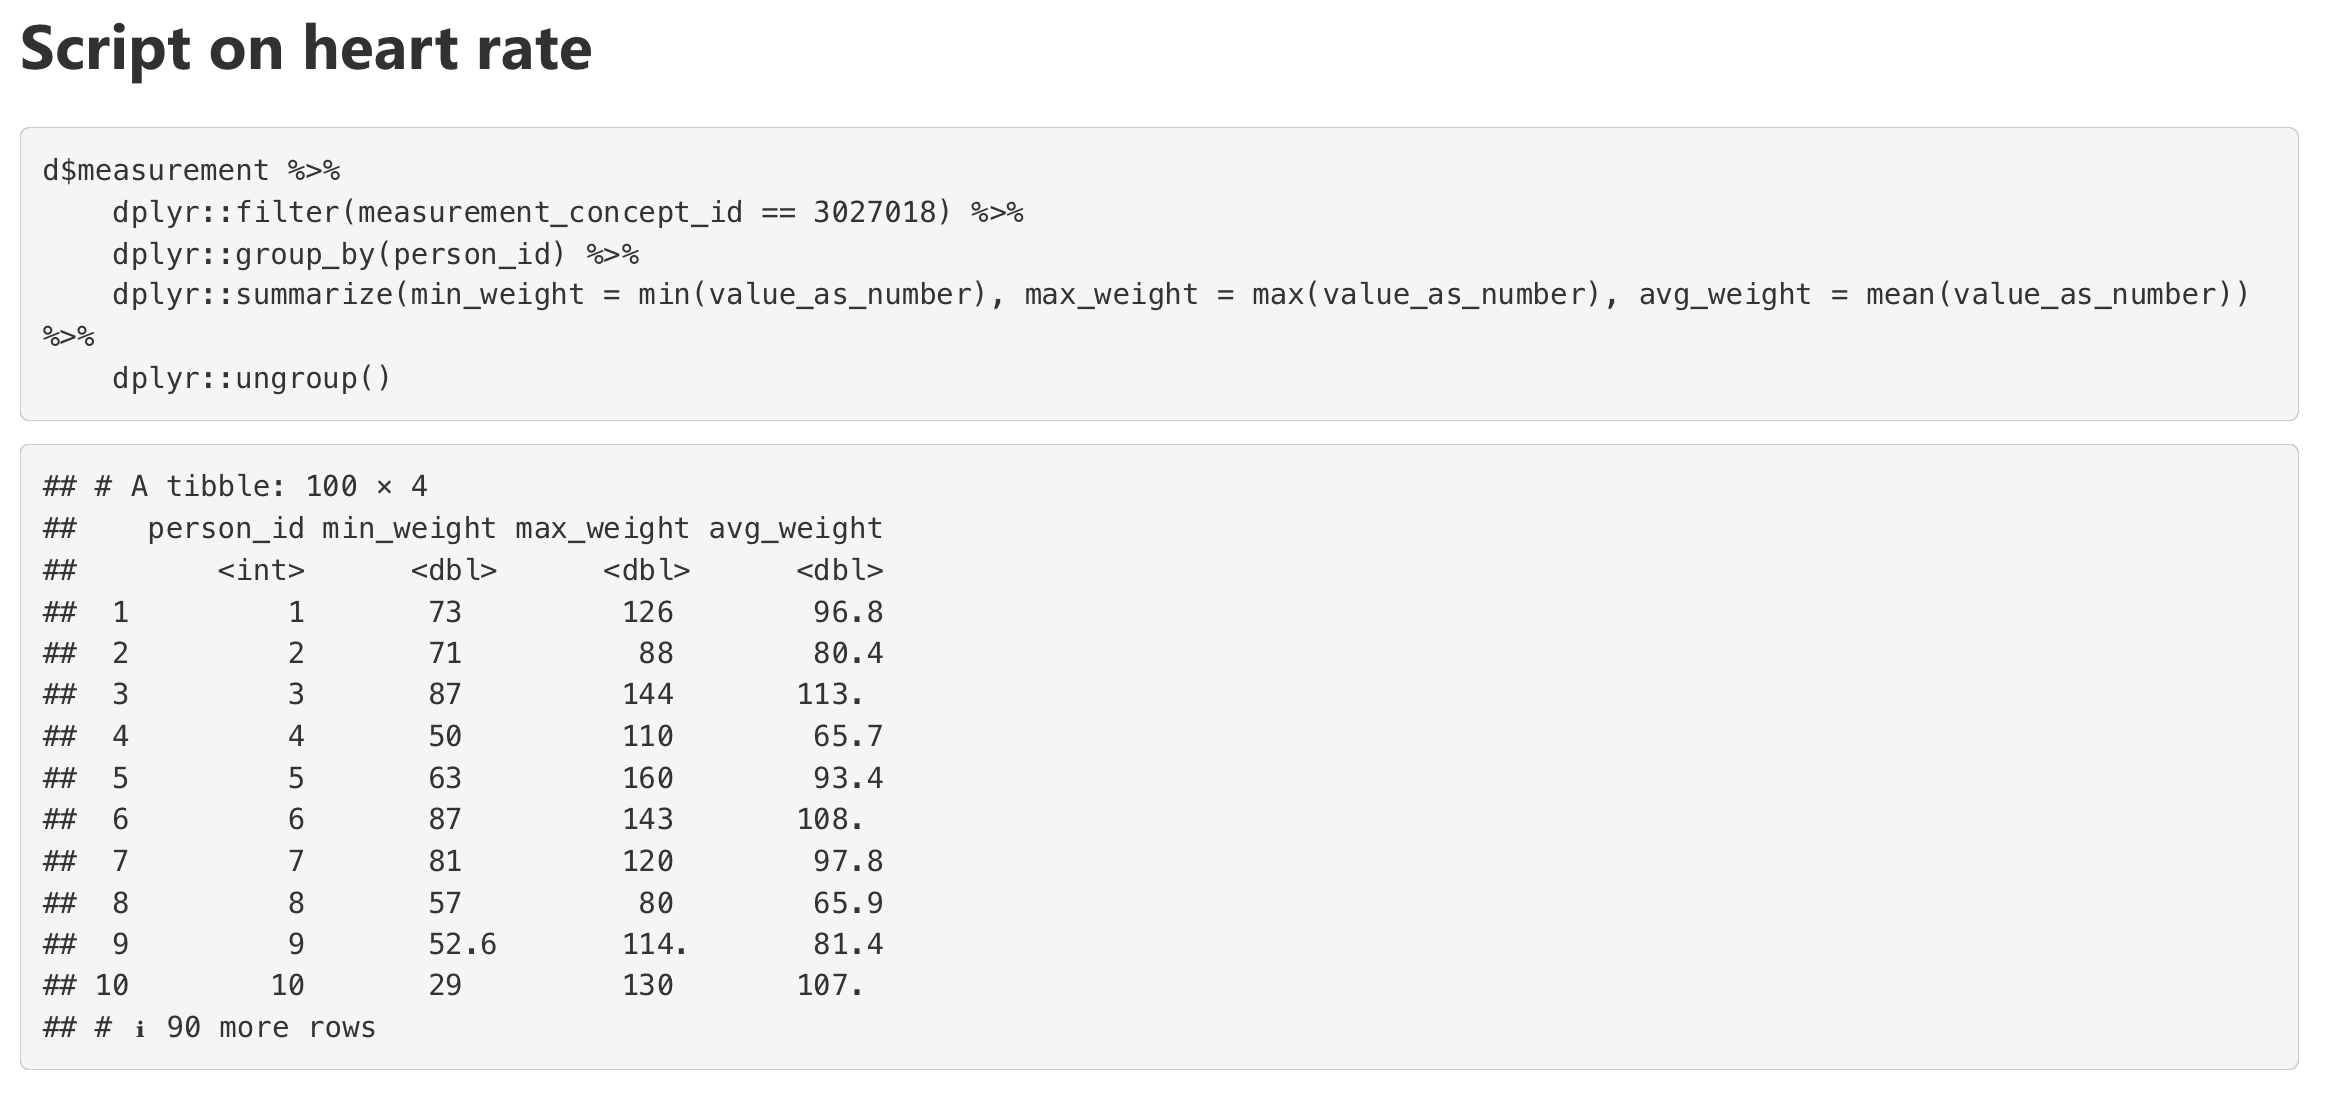 Script on heart rate
d$measurement %>%
    dplyr::filter(measurement_concept_id == 3027018) %>%
    dplyr::group_by(person_id) %>%
    dplyr::summarize(min_weight = min(value_as_number), max_weight = max(value_as_number), avg_weight = mean(value_as_number))
%>%
    dplyr::ungroup()
## # A tibble: 100 × 4
##    person_id min_weight max_weight avg_weight
##        <int>      <dbl>      <dbl>      <dbl>
##  1         1       73         126        96.8
##  2         2       71          88        80.4
##  3         3       87         144       113. 
##  4         4       50         110        65.7
##  5         5       63         160        93.4
##  6         6       87         143       108. 
##  7         7       81         120        97.8
##  8         8       57          80        65.9
##  9         9       52.6       114.       81.4
## 10        10       29         130       107. 
## # ℹ 90 more rows